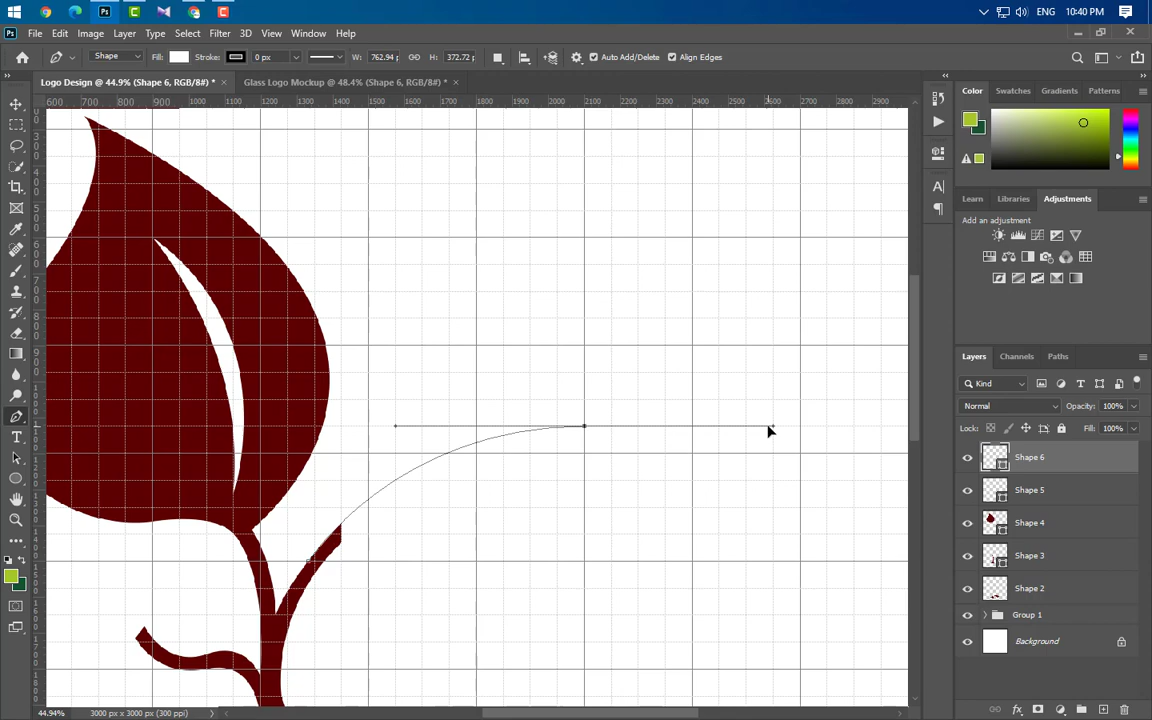 ENG 10:40 PM
File Edit Image Layer Type Select Filter 3D View Window Help
Shape Fill: Stroke: 0 px W: 762.94 p H: 372.72 p Auto Add/Delete Align Edges
Logo Design @ 44.9% (Shape 6, RGB/8#) * × Glass Logo Mockup @ 48.4% (Shape 6, RGB/8#) * ×
600 700 800 900 1000 1100 1200 1300 1400 1500 1600 1700 1800 1900 2000 2100 2200 2300 2400 2500 2600 2700 2800 2900
Color Swatches Gradients Patterns
Learn Libraries Adjustments
Add an adjustment
Layers Channels Paths
Kind
Normal Opacity: 100%
Lock: Fill: 100%
Shape 6
Shape 5
Shape 4
Shape 3
Shape 2
Group 1
Background
44.94% 3000 px x 3000 px (300 ppi)